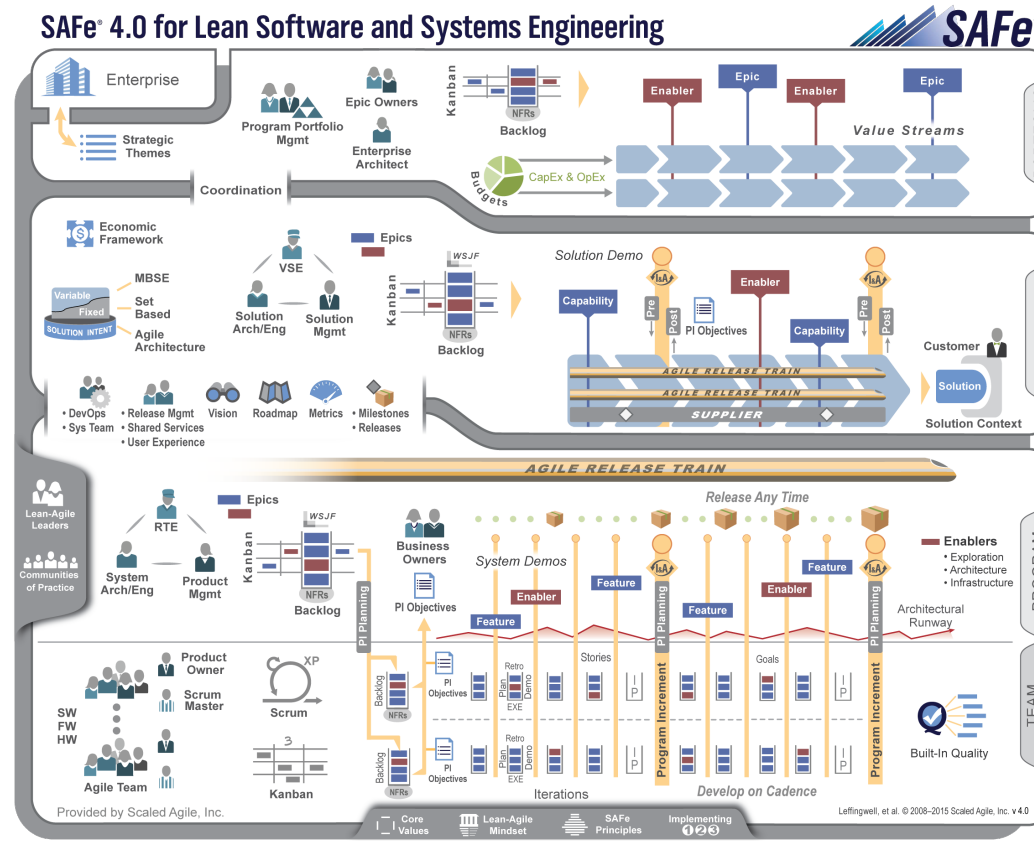 SAFe® 4.0 for Lean Software and Systems Engineering
SAFe
Enterprise
Strategic
Themes
Program Portfolio
Mgmt
Epic Owners
Enterprise
Architect
Kanban
NFRs
Backlog
Enabler
Epic
Enabler
Epic
Value Streams
Budgets
CapEx & OpEx
Coordination
Economic
Framework
Variable
Fixed
SOLUTION INTENT
MBSE
Set
Based
Agile
Architecture
VSE
Solution
Arch/Eng
Solution
Mgmt
Epics
Kanban
WSJF
NFRs
Backlog
Solution Demo
I&A
I&A
Capability
Pre
Post
PI Objectives
Enabler
Capability
Pre
Post
AGILE RELEASE TRAIN
AGILE RELEASE TRAIN
SUPPLIER
Customer
Solution
Solution Context
• DevOps
• Sys Team
• Release Mgmt
• Shared Services
• User Experience
Vision
Roadmap
Metrics
• Milestones
• Releases
AGILE RELEASE TRAIN
Lean-Agile
Leaders
Communities
of Practice
RTE
System
Arch/Eng
Product
Mgmt
Epics
Kanban
WSJF
NFRs
Backlog
PI Planning
Business
Owners
PI Objectives
Release Any Time
System Demos
Feature
Enabler
Feature
I&A
PI Planning
Feature
Enabler
Feature
I&A
PI Planning
Enablers
• Exploration
• Architecture
• Infrastructure
Architectural
Runway
PROGRAM
SW
FW
HW
Agile Team
Product
Owner
Scrum
Master
XP
Scrum
3
Kanban
Backlog
NFRs
PI
Objectives
Backlog
NFRs
PI
Objectives
Plan
Retro
Demo
EXE
Stories
I
P
Goals
I
P
Plan
Retro
Demo
EXE
I
P
I
P
Program Increment
Program Increment
Iterations
Develop on Cadence
Built-In Quality
TEAM
Provided by Scaled Agile, Inc.
Leffingwell, et al. © 2008–2015 Scaled Agile, Inc. v 4.0
Core
Values
Lean-Agile
Mindset
SAFe
Principles
Implementing
123